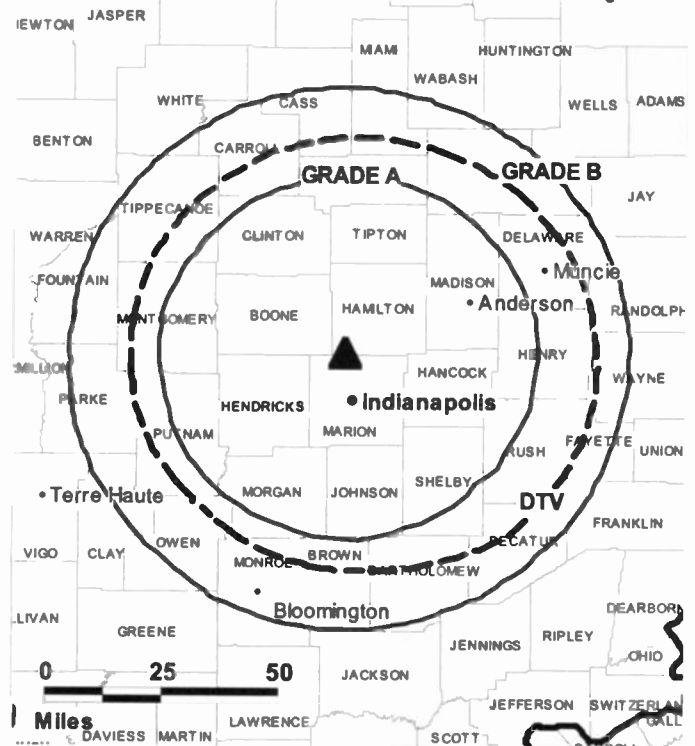 JASPER
MIAMI
HUNTINGTON
WABASH
WHITE
CASS
WELLS
ADAMS
BENTON
CARROLL
GRADE A
GRADE B
JAY
TIPPECANOE
WARREN
CLINTON
TIPTON
DELAWARE
FOUNTAIN
Muncie
MADISON
Anderson
MONTGOMERY
BOONE
HAMILTON
RANDOLPH
HENRY
HANCOCK
WAYNE
PARKE
HENDRICKS
Indianapolis
MARION
PUTNAM
FAYETTE
RUSH
UNION
Terre Haute
MORGAN
JOHNSON
SHELBY
DTV
FRANKLIN
OWEN
DECATUR
VIGO
CLAY
MONROE
BROWN
BARTHOLOMEW
Bloomington
DEARBORN
LLIVAN
GREENE
RIPLEY
JENNINGS
OHIO
0 25 50
JACKSON
JEFFERSON
SWITZERLAN
Miles
LAWRENCE
DAVIESS
MARTIN
SCOTT